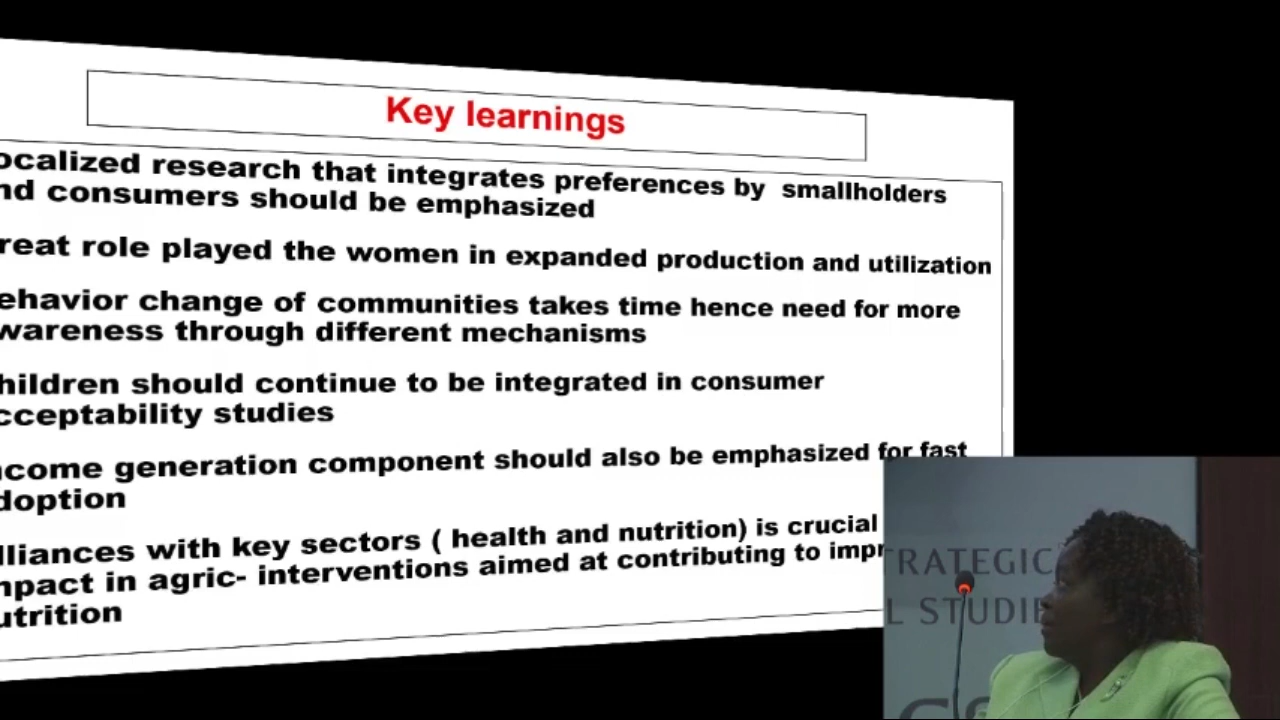 Key learnings
ocalized research that integrates preferences by smallholders
nd consumers should be emphasized
reat role played the women in expanded production and utilization
ehavior change of communities takes time hence need for more
wareness through different mechanisms
hildren should continue to be integrated in consumer
cceptability studies
ncome generation component should also be emphasized for fast
doption
lliances with key sectors ( health and nutrition) is crucial
mpact in agric- interventions aimed at contributing to impr
utrition
RATEGIC
L STUDIE